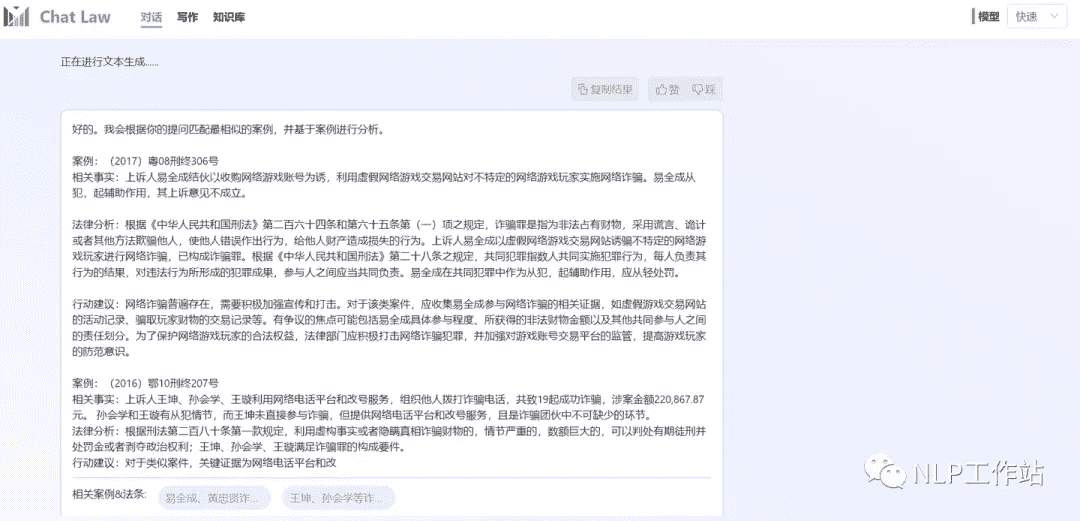 Chat Law 对话 写作 知识库 模型 快速
正在进行文本生成......
复制结果 赞 踩
好的。我会根据你的提问匹配最相似的案例，并基于案例进行分析。
案例：（2017）粤08刑终306号
相关事实：上诉人易全成结伙以收购网络游戏账号为诱，利用虚假网络游戏交易网站对不特定的网络游戏玩家实施网络诈骗。易全成从
犯，起辅助作用，其上诉意见不成立。
法律分析：根据《中华人民共和国刑法》第二百六十四条和第六十五条第（一）项之规定，诈骗罪是指为非法占有财物，采用谎言、诡计
或者其他方法欺骗他人，使他人错误作出行为，给他人财产造成损失的行为。上诉人易全成以虚假网络游戏交易网站诱骗不特定的网络游
戏玩家进行网络诈骗，已构成诈骗罪。根据《中华人民共和国刑法》第二十八条之规定，共同犯罪指数人共同实施犯罪行为，每人负责其
行为的结果，对违法行为所形成的犯罪成果，参与人之间应当共同负责。易全成在共同犯罪中作为从犯，起辅助作用，应从轻处罚。
行动建议：网络诈骗普遍存在，需要积极加强宣传和打击。对于该类案件，应收集易全成参与网络诈骗的相关证据，如虚假游戏交易网站
的活动记录、骗取玩家财物的交易记录等。有争议的焦点可能包括易全成具体参与程度、所获得的非法财物金额以及其他共同参与人之间
的责任划分。为了保护网络游戏玩家的合法权益，法律部门应积极打击网络诈骗犯罪，并加强对游戏账号交易平台的监管，提高游戏玩家
的防范意识。
案例：（2016）鄂10刑终207号
相关事实：上诉人王坤、孙会学、王璇利用网络电话平台和改号服务，组织他人拨打诈骗电话，共致19起成功诈骗，涉案金额220,867.87
元。 孙会学和王璇有从犯情节，而王坤未直接参与诈骗，但提供网络电话平台和改号服务，且是诈骗团伙中不可缺少的环节。
法律分析：根据刑法第二百八十条第一款规定，利用虚构事实或者隐瞒真相诈骗财物的，情节严重的，数额巨大的，可以判处有期徒刑并
处罚金或者剥夺政治权利；王坤、孙会学、王璇满足诈骗罪的构成要件。
行动建议：对于类似案件，关键证据为网络电话平台和改
相关案例&法条: 易全成、黄忠贤诈... 王坤、孙会学等诈...
NLP工作站